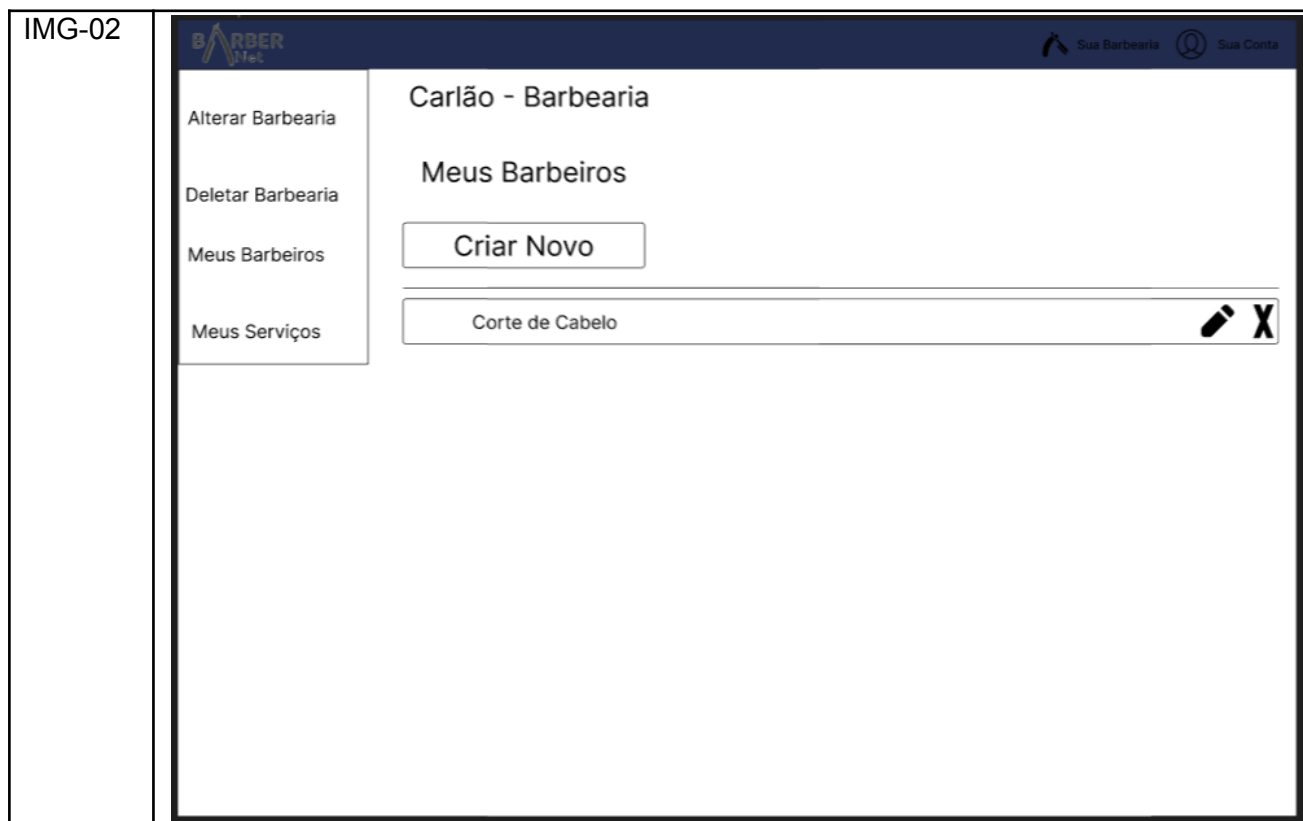 IMG-02
BARBER
Net
Sua Barbearia
Sua Conta
Alterar Barbearia
Deletar Barbearia
Meus Barbeiros
Meus Serviços
Carlão - Barbearia
Meus Barbeiros
Criar Novo
Corte de Cabelo
X